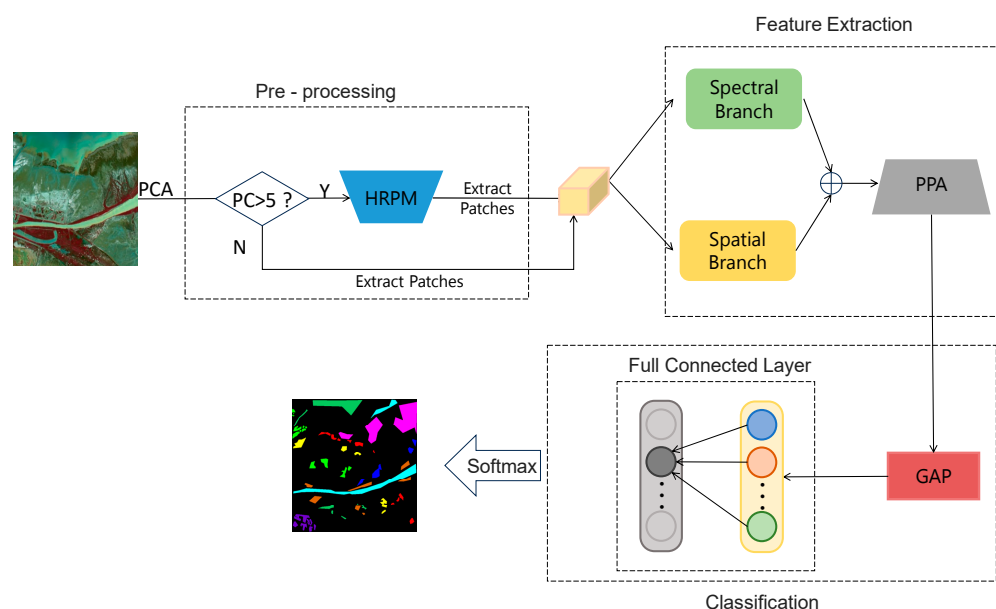 Feature Extraction
Pre - processing
Spectral
Branch
PCA
PC>5 ?
Y
HRPM
Extract
Patches
PPA
N
Spatial
Branch
Extract Patches
Full Connected Layer
Softmax
GAP
Classification